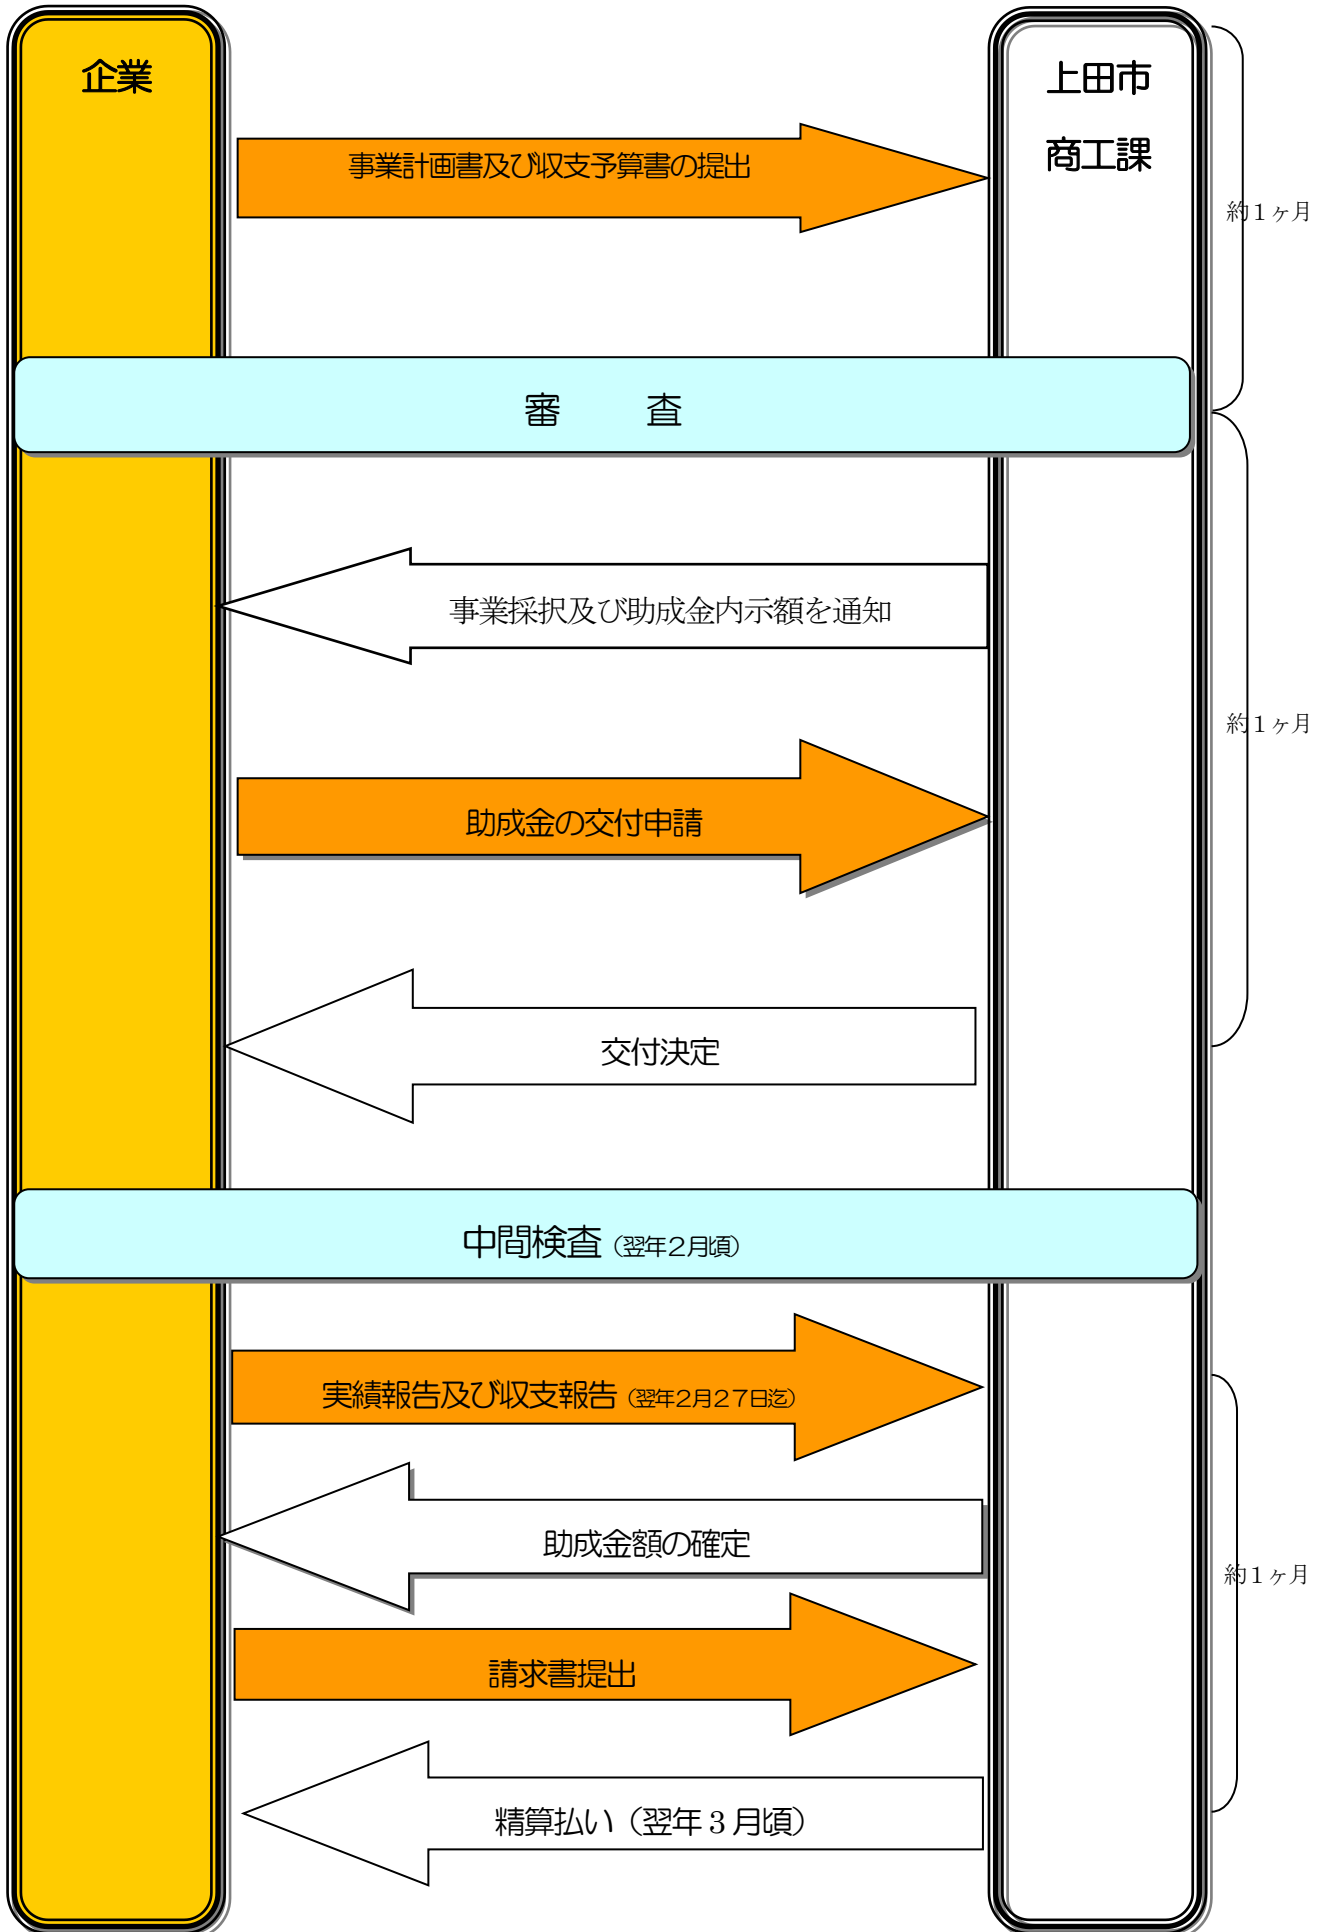 企業
上田市
商工課
事業計画書及び収支予算書の提出
約１ヶ月
審　　査
事業採択及び助成金内示額を通知
約１ヶ月
助成金の交付申請
交付決定
中間検査（翌年２月頃）
実績報告及び収支報告（翌年２月２７日迄）
助成金額の確定
約１ヶ月
請求書提出
精算払い（翌年３月頃）